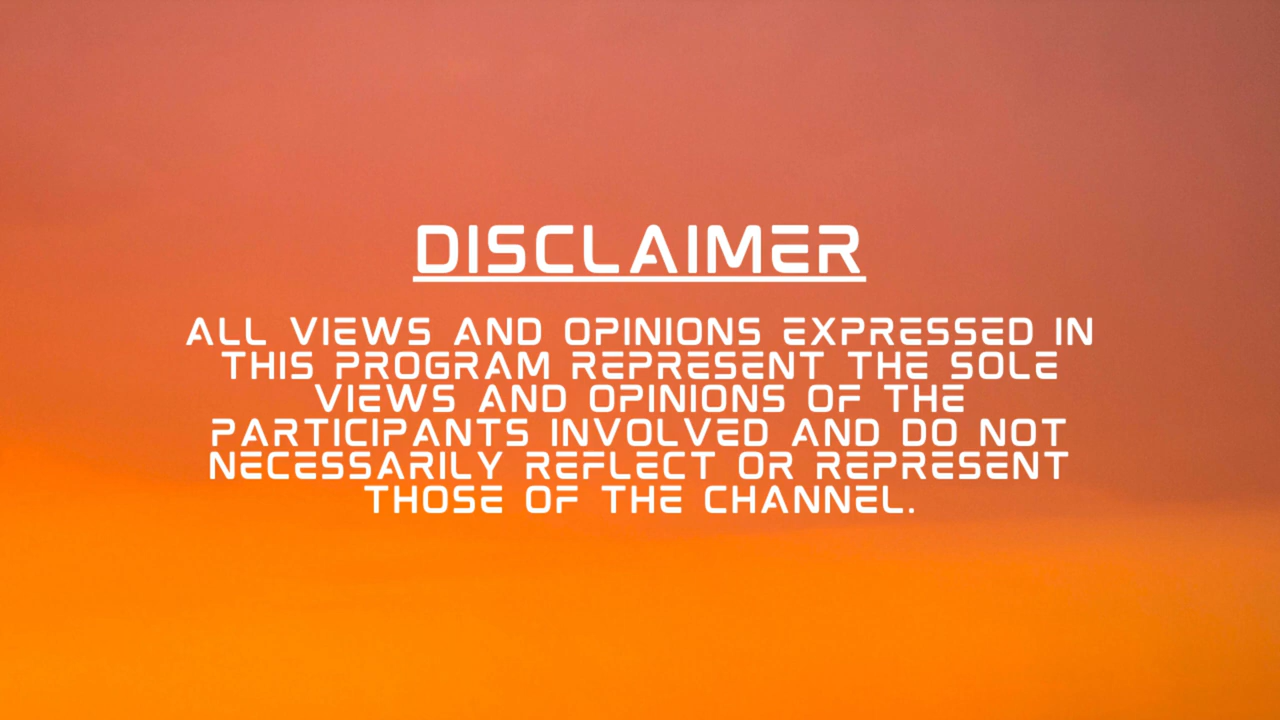 DISCLAIMER
ALL VIEWS AND OPINIONS EXPRESSED IN
THIS PROGRAM REPRESENT THE SOLE
VIEWS AND OPINIONS OF THE
PARTICIPANTS INVOLVED AND DO NOT
NECESSARILY REFLECT OR REPRESENT
THOSE OF THE CHANNEL.